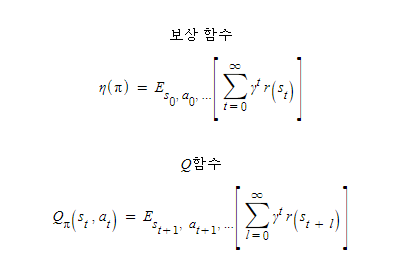 보상 함수
η(π) = E_{s_0, a_0, ...}[∑_{t=0}^{∞} γ^t r(s_t)]
Q함수
Q_π(s_t, a_t) = E_{s_{t+1}, a_{t+1}, ...}[∑_{l=0}^{∞} γ^t r(s_{t+l})]